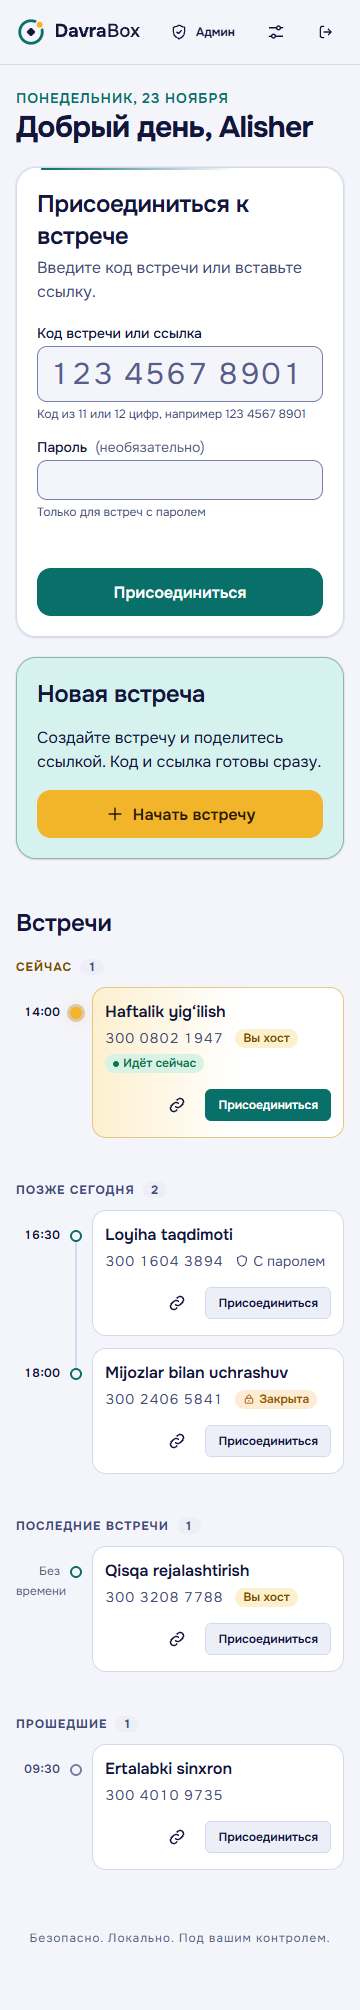 DavraBox Админ
ПОНЕДЕЛЬНИК, 23 НОЯБРЯ
Добрый день, Alisher
Присоединиться к
встрече
Введите код встречи или вставьте
ссылку.
Код встречи или ссылка
123 4567 8901
Код из 11 или 12 цифр, например 123 4567 8901
Пароль (необязательно)
Только для встреч с паролем
Присоединиться
Новая встреча
Создайте встречу и поделитесь
ссылкой. Код и ссылка готовы сразу.
Начать встречу
Встречи
СЕЙЧАС 1
14:00
Haftalik yigʻilish
300 0802 1947 Вы хост
Идёт сейчас
Присоединиться
ПОЗЖЕ СЕГОДНЯ 2
16:30
Loyiha taqdimoti
300 1604 3894 С паролем
Присоединиться
18:00
Mijozlar bilan uchrashuv
300 2406 5841 Закрыта
Присоединиться
ПОСЛЕДНИЕ ВСТРЕЧИ 1
Без
времени
Qisqa rejalashtirish
300 3208 7788 Вы хост
Присоединиться
ПРОШЕДШИЕ 1
09:30
Ertalabki sinxron
300 4010 9735
Присоединиться
Безопасно. Локально. Под вашим контролем.